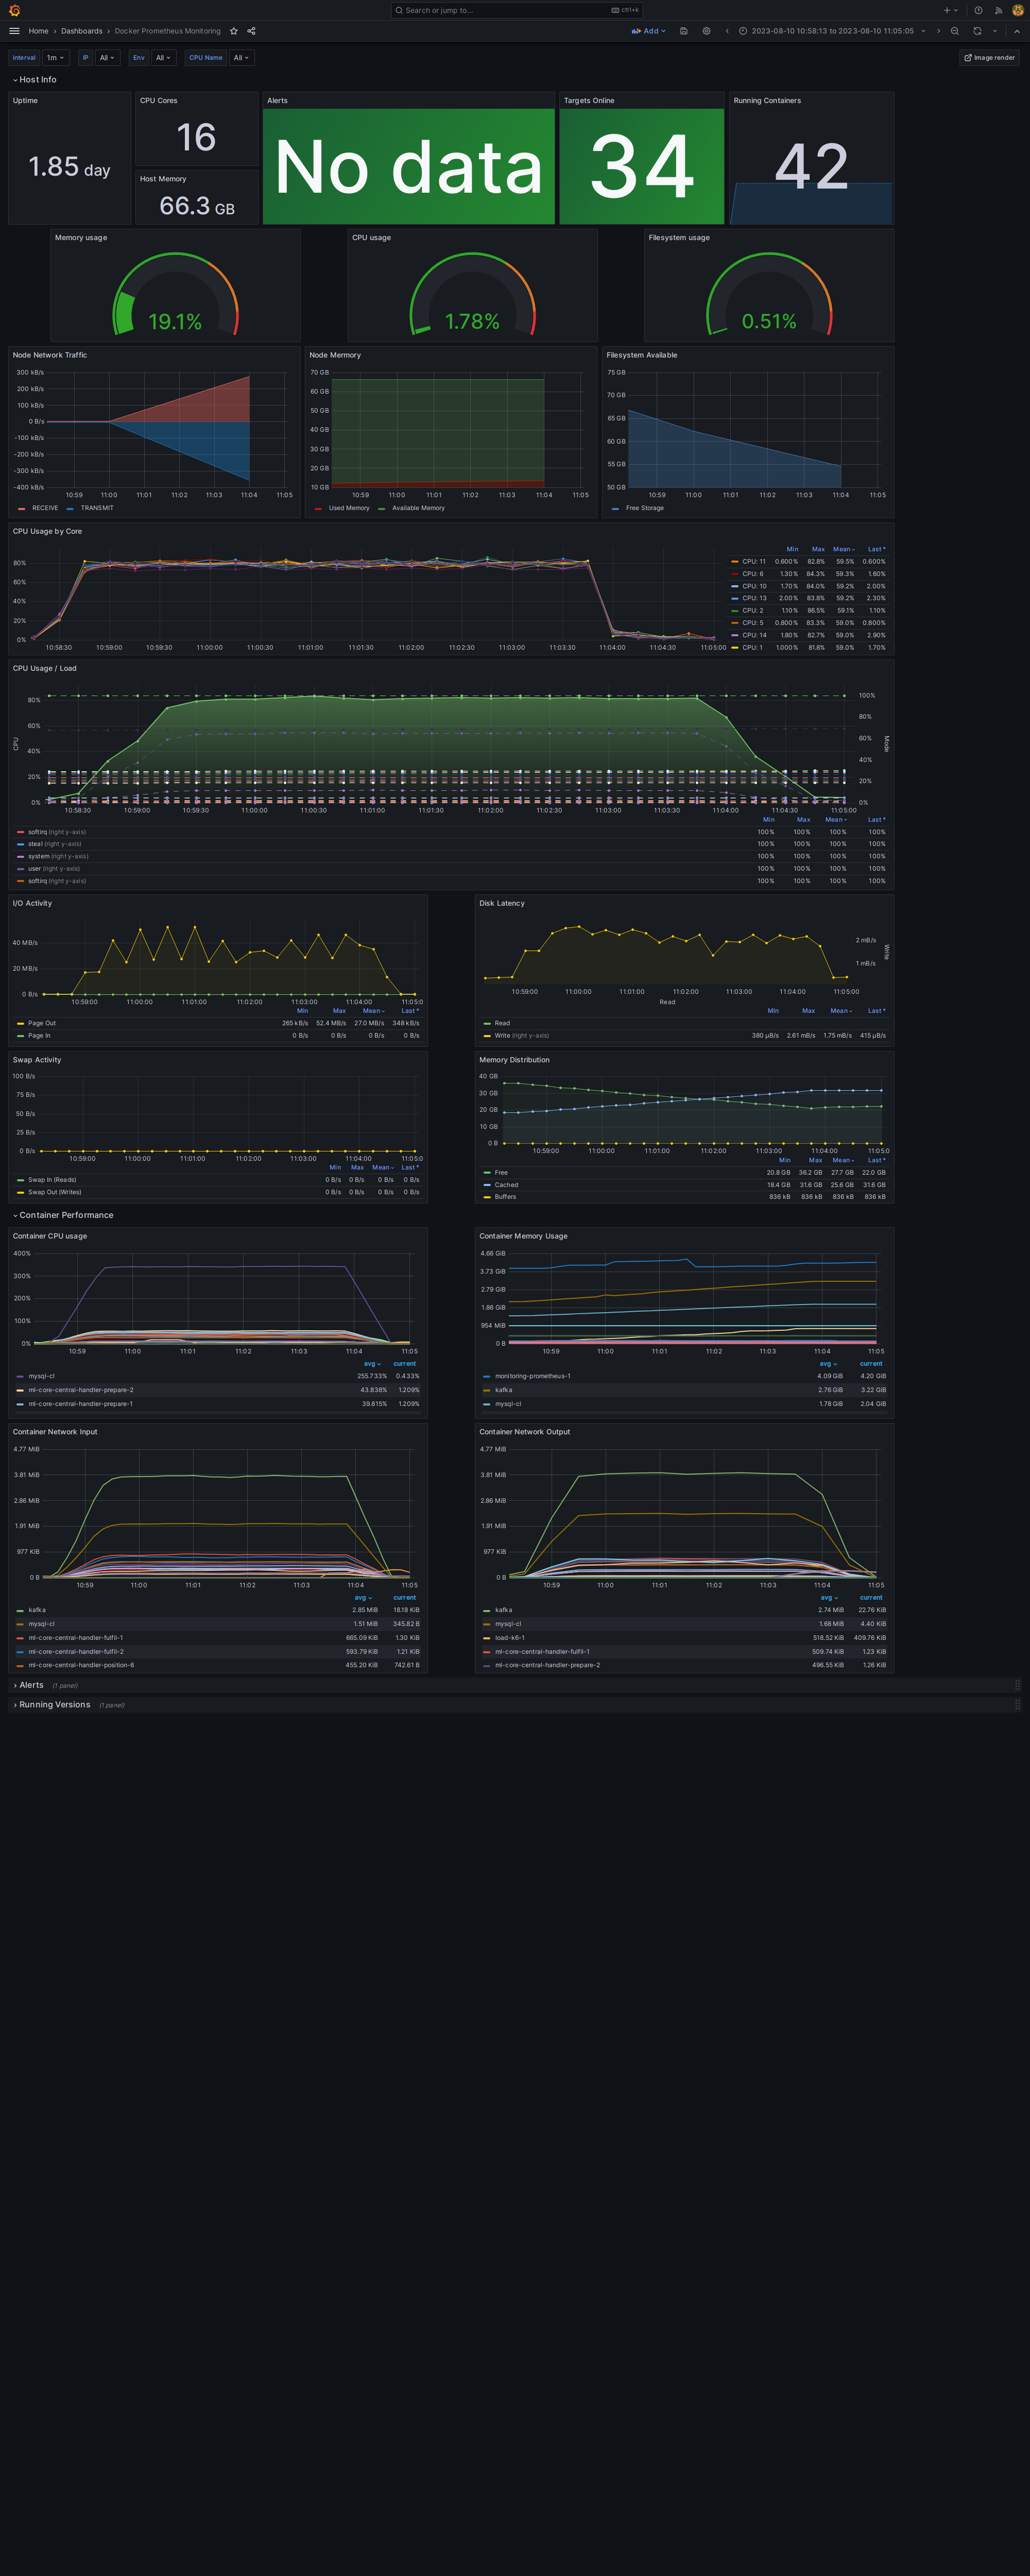 Search or jump to... ctrl+k
Home › Dashboards › Docker Prometheus Monitoring
Add 2023-08-10 10:58:13 to 2023-08-10 11:05:05
Interval 1m IP All Env All CPU Name All Image render
Host Info
Uptime CPU Cores Alerts Targets Online Running Containers
1.85 day 16 No data 34 42
Host Memory
66.3 GB
Memory usage CPU usage Filesystem usage
19.1% 1.78% 0.51%
Node Network Traffic
300 kB/s
200 kB/s
100 kB/s
0 B/s
-100 kB/s
-200 kB/s
-300 kB/s
-400 kB/s
10:59 11:00 11:01 11:02 11:03 11:04 11:05
RECEIVE TRANSMIT
Node Mermory
70 GB
60 GB
50 GB
40 GB
30 GB
20 GB
10 GB
10:59 11:00 11:01 11:02 11:03 11:04 11:05
Used Memory Available Memory
Filesystem Available
75 GB
70 GB
65 GB
60 GB
55 GB
50 GB
10:59 11:00 11:01 11:02 11:03 11:04 11:05
Free Storage
CPU Usage by Core
80%
60%
40%
20%
0%
10:58:30 10:59:00 10:59:30 11:00:00 11:00:30 11:01:00 11:01:30 11:02:00 11:02:30 11:03:00 11:03:30 11:04:00 11:04:30 11:05:00
Min Max Mean Last *
CPU: 11 0.600% 82.8% 59.5% 0.600%
CPU: 6 1.30% 84.3% 59.3% 1.60%
CPU: 10 1.70% 84.0% 59.2% 2.00%
CPU: 13 2.00% 83.8% 59.2% 2.30%
CPU: 2 1.10% 86.5% 59.1% 1.10%
CPU: 5 0.800% 83.3% 59.0% 0.800%
CPU: 14 1.80% 82.7% 59.0% 2.90%
CPU: 1 1.000% 81.8% 59.0% 1.70%
CPU Usage / Load
80%
60%
40%
20%
0%
CPU
100%
80%
60%
40%
20%
0%
Mode
10:58:30 10:59:00 10:59:30 11:00:00 11:00:30 11:01:00 11:01:30 11:02:00 11:02:30 11:03:00 11:03:30 11:04:00 11:04:30 11:05:00
Min Max Mean Last *
softirq (right y-axis) 100% 100% 100% 100%
steal (right y-axis) 100% 100% 100% 100%
system (right y-axis) 100% 100% 100% 100%
user (right y-axis) 100% 100% 100% 100%
softirq (right y-axis) 100% 100% 100% 100%
I/O Activity
40 MB/s
20 MB/s
0 B/s
10:59:00 11:00:00 11:01:00 11:02:00 11:03:00 11:04:00 11:05:0
Min Max Mean Last *
Page Out 265 kB/s 52.4 MB/s 27.0 MB/s 348 kB/s
Page In 0 B/s 0 B/s 0 B/s 0 B/s
Disk Latency
2 mB/s
1 mB/s
Write
10:59:00 11:00:00 11:01:00 11:02:00 11:03:00 11:04:00 11:05:00
Read
Min Max Mean Last *
Read
Write (right y-axis) 380 µB/s 2.61 mB/s 1.75 mB/s 415 µB/s
Swap Activity
100 B/s
75 B/s
50 B/s
25 B/s
0 B/s
10:59:00 11:00:00 11:01:00 11:02:00 11:03:00 11:04:00 11:05:0
Min Max Mean Last *
Swap In (Reads) 0 B/s 0 B/s 0 B/s 0 B/s
Swap Out (Writes) 0 B/s 0 B/s 0 B/s 0 B/s
Memory Distribution
40 GB
30 GB
20 GB
10 GB
0 B
10:59:00 11:00:00 11:01:00 11:02:00 11:03:00 11:04:00 11:05:0
Min Max Mean Last *
Free 20.8 GB 36.2 GB 27.7 GB 22.0 GB
Cached 18.4 GB 31.6 GB 25.6 GB 31.6 GB
Buffers 836 kB 836 kB 836 kB 836 kB
Container Performance
Container CPU usage
400%
300%
200%
100%
0%
10:59 11:00 11:01 11:02 11:03 11:04 11:05
avg current
mysql-cl 255.733% 0.433%
ml-core-central-handler-prepare-2 43.838% 1.209%
ml-core-central-handler-prepare-1 39.815% 1.209%
Container Memory Usage
4.66 GiB
3.73 GiB
2.79 GiB
1.86 GiB
954 MiB
0 B
10:59 11:00 11:01 11:02 11:03 11:04 11:05
avg current
monitoring-prometheus-1 4.09 GiB 4.20 GiB
kafka 2.76 GiB 3.22 GiB
mysql-cl 1.78 GiB 2.04 GiB
Container Network Input
4.77 MiB
3.81 MiB
2.86 MiB
1.91 MiB
977 KiB
0 B
10:59 11:00 11:01 11:02 11:03 11:04 11:05
avg current
kafka 2.85 MiB 18.18 KiB
mysql-cl 1.51 MiB 345.82 B
ml-core-central-handler-fulfil-1 665.09 KiB 1.30 KiB
ml-core-central-handler-fulfil-2 593.79 KiB 1.21 KiB
ml-core-central-handler-position-6 455.20 KiB 742.61 B
Container Network Output
4.77 MiB
3.81 MiB
2.86 MiB
1.91 MiB
977 KiB
0 B
10:59 11:00 11:01 11:02 11:03 11:04 11:05
avg current
kafka 2.74 MiB 22.76 KiB
mysql-cl 1.68 MiB 4.40 KiB
load-k6-1 518.52 KiB 409.76 KiB
ml-core-central-handler-fulfil-1 509.74 KiB 1.23 KiB
ml-core-central-handler-prepare-2 496.55 KiB 1.26 KiB
Alerts (1 panel)
Running Versions (1 panel)